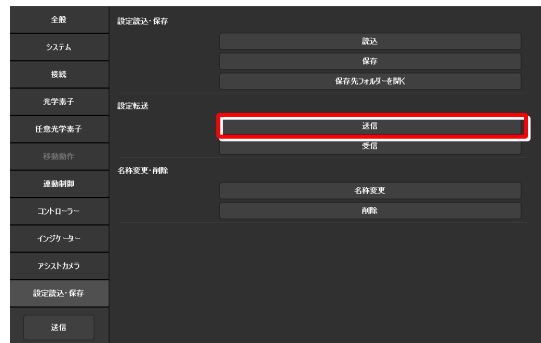 全般
システム
接続
光学素子
任意光学素子
移動動作
連動制御
コントローラー
インジケーター
アシストカメラ
設定読込・保存
送信
設定読込・保存
読込
保存
保存先フォルダーを開く
設定転送
送信
受信
名称変更・削除
名称変更
削除